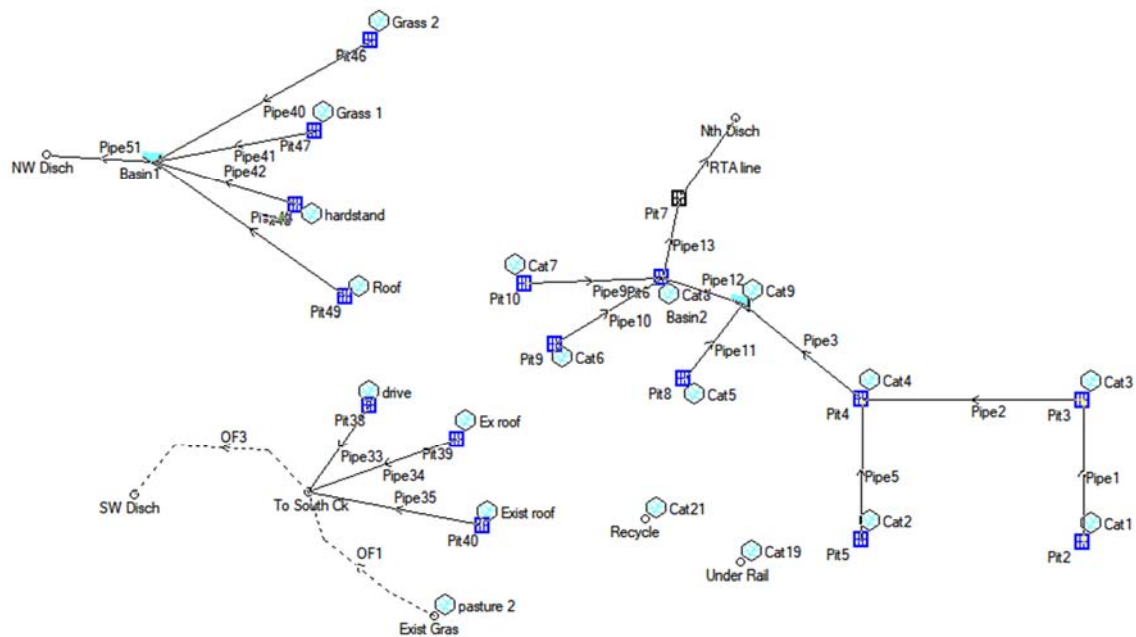 Grass 2
Pit46
Pipe40
Grass 1
Pit47
Pipe41
Pipe51
NW Disch
Basin1
Pipe42
hardstand
Roof
Pit49
Nth Disch
RTA line
Pit7
Pipe13
Cat7
Pit10
Pipe9
Pit6
Cat8
Pipe12
Cat9
Basin2
Pipe10
Pit9
Cat6
Pipe11
Pit8
Cat5
Pipe3
Cat4
Pit4
Pipe2
Cat3
Pit3
Pipe5
Pipe1
Cat2
Pit5
Cat1
Pit2
drive
Pit38
Pipe33
Ex roof
Pit39
Pipe34
OF3
SW Disch
To South Ck
Pipe35
Exist roof
Pit40
OF1
pasture 2
Exist Gras
Cat21
Recycle
Cat19
Under Rail